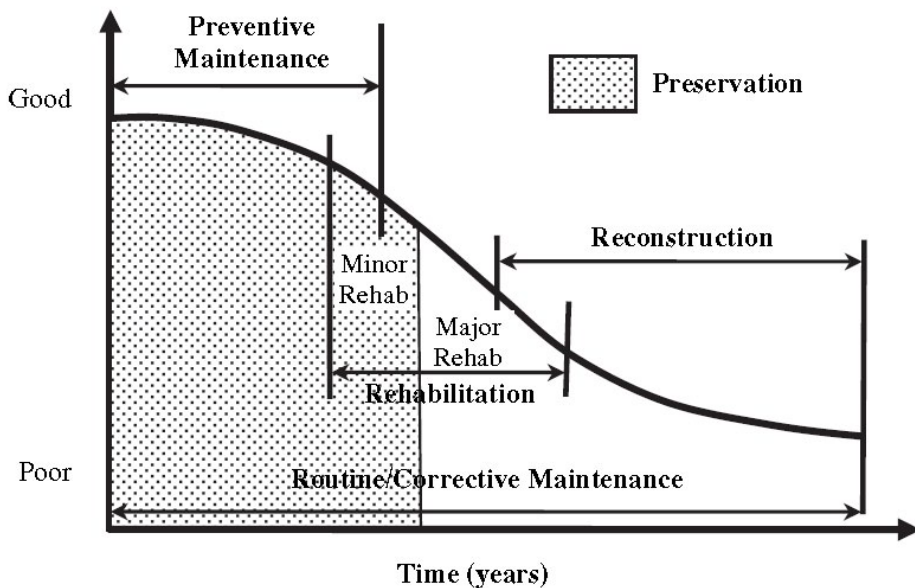 Preventive
Maintenance
Preservation
Good
Reconstruction
Minor
Rehab
Major
Rehab
Rehabilitation
Poor
Routine/Corrective Maintenance
Time (years)